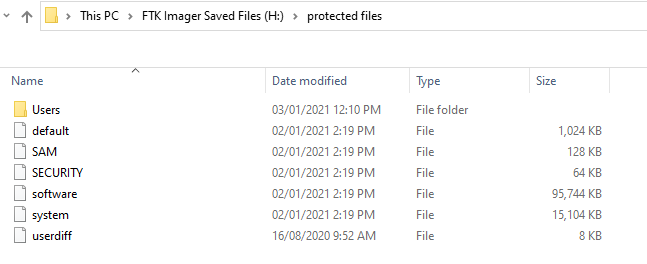 This PC > FTK Imager Saved Files (H:) > protected files
Name Date modified Type Size
Users 03/01/2021 12:10 PM File folder
default 02/01/2021 2:19 PM File 1,024 KB
SAM 02/01/2021 2:19 PM File 128 KB
SECURITY 02/01/2021 2:19 PM File 64 KB
software 02/01/2021 2:19 PM File 95,744 KB
system 02/01/2021 2:19 PM File 15,104 KB
userdiff 16/08/2020 9:52 AM File 8 KB